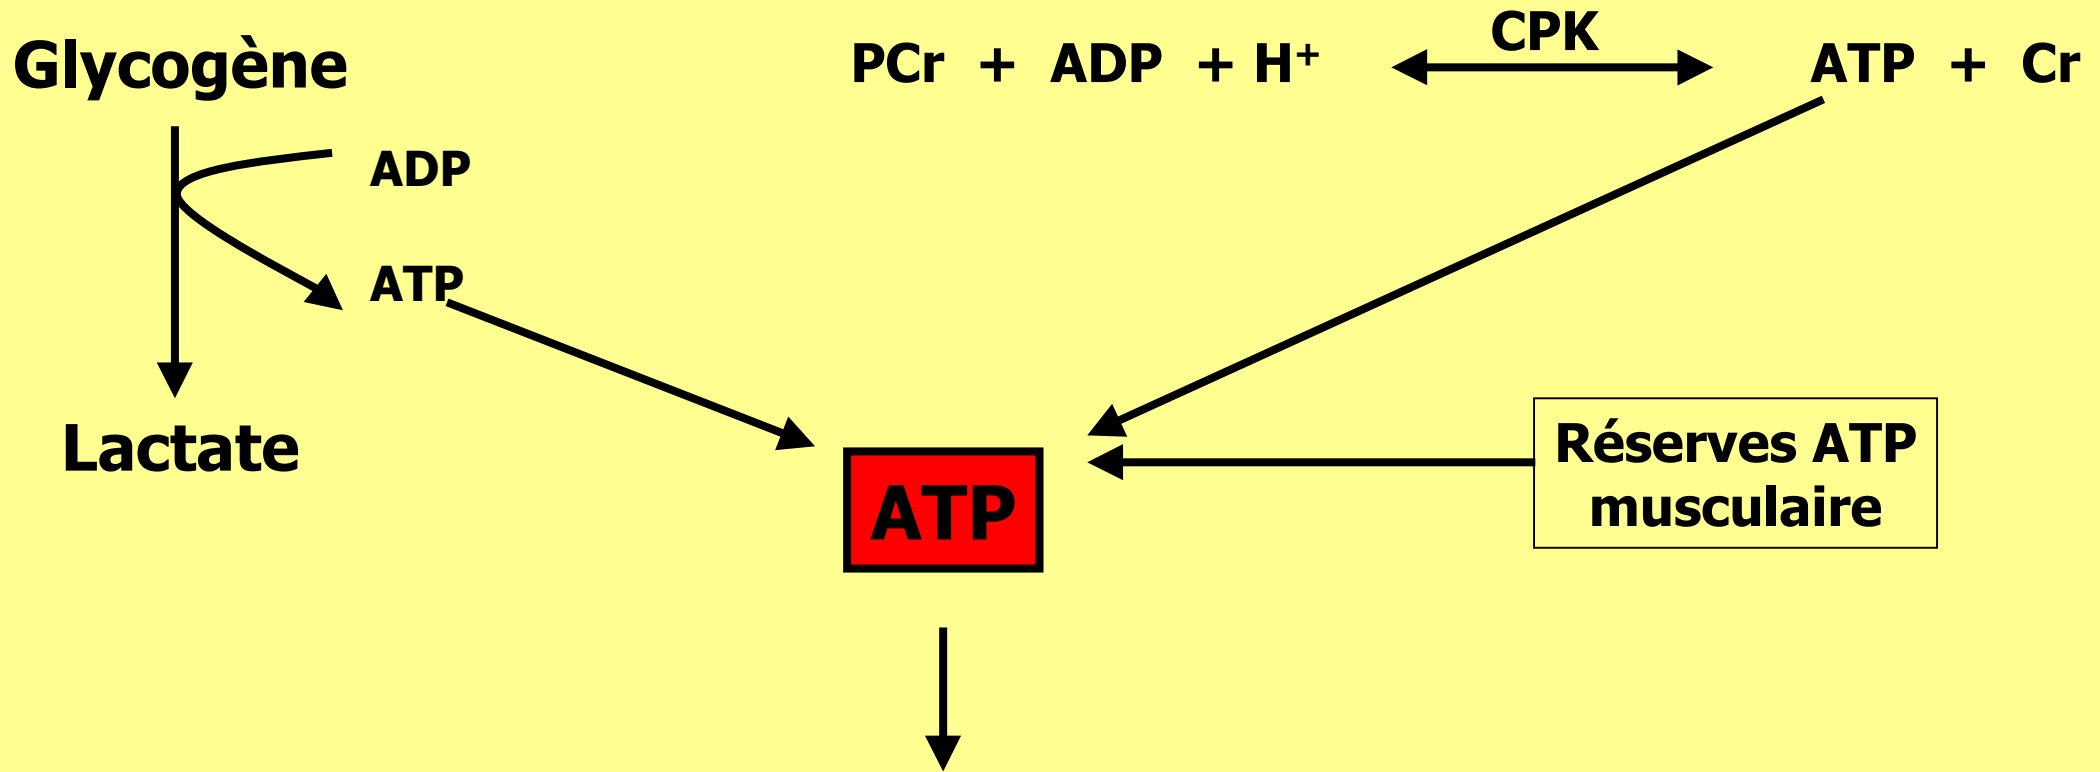 Glycogène
PCr + ADP + H⁺
CPK
ATP + Cr
ADP
ATP
Lactate
ATP
Réserves ATP
musculaire